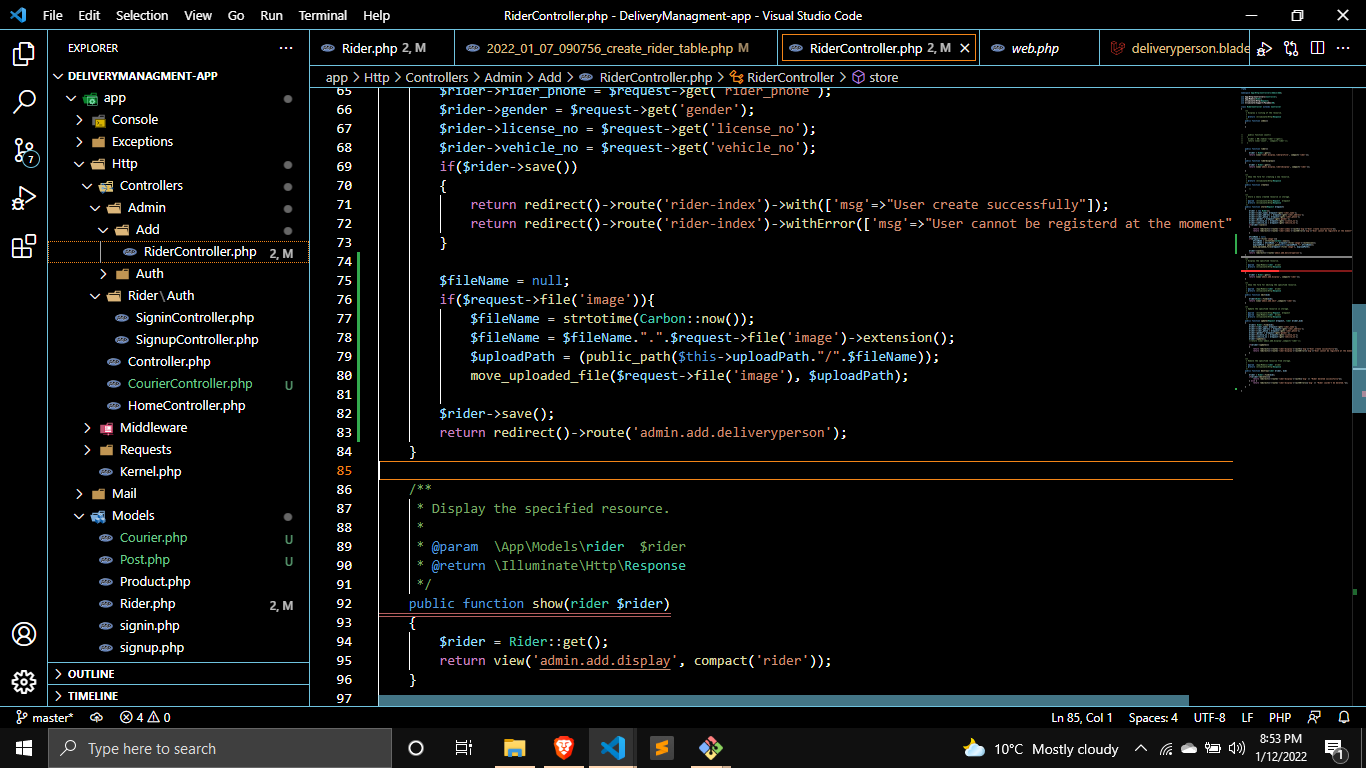 File Edit Selection View Go Run Terminal Help RiderController.php - DeliveryManagment-app - Visual Studio Code
EXPLORER
DELIVERYMANAGMENT-APP
app
Console
Exceptions
Http
Controllers
Admin
Add
RiderController.php 2, M
Auth
Rider\Auth
SigninController.php
SignupController.php
Controller.php
CourierController.php U
HomeController.php
Middleware
Requests
Kernel.php
Mail
Models
Courier.php U
Post.php U
Product.php
Rider.php 2, M
signin.php
signup.php
OUTLINE
TIMELINE
Rider.php 2, M 2022_01_07_090756_create_rider_table.php M RiderController.php 2, M web.php deliveryperson.blade
app > Http > Controllers > Admin > Add > RiderController.php > RiderController > store
65 $rider->rider_phone = $request->get('rider_phone');
66 $rider->gender = $request->get('gender');
67 $rider->license_no = $request->get('license_no');
68 $rider->vehicle_no = $request->get('vehicle_no');
69 if($rider->save())
70 {
71 return redirect()->route('rider-index')->with(['msg'=>"User create successfully"]);
72 return redirect()->route('rider-index')->withError(['msg'=>"User cannot be registerd at the moment"
73 }
74
75 $fileName = null;
76 if($request->file('image')){
77 $fileName = strtotime(Carbon::now());
78 $fileName = $fileName.".".$request->file('image')->extension();
79 $uploadPath = (public_path($this->uploadPath."/".$fileName));
80 move_uploaded_file($request->file('image'), $uploadPath);
81
82 $rider->save();
83 return redirect()->route('admin.add.deliveryperson');
84 }
85
86 /**
87 * Display the specified resource.
88 *
89 * @param \App\Models\rider $rider
90 * @return \Illuminate\Http\Response
91 */
92 public function show(rider $rider)
93 {
94 $rider = Rider::get();
95 return view('admin.add.display', compact('rider'));
96 }
97
master* 4 0 Ln 85, Col 1 Spaces: 4 UTF-8 LF PHP
Type here to search 10°C Mostly cloudy 8:53 PM
1/12/2022
7
1